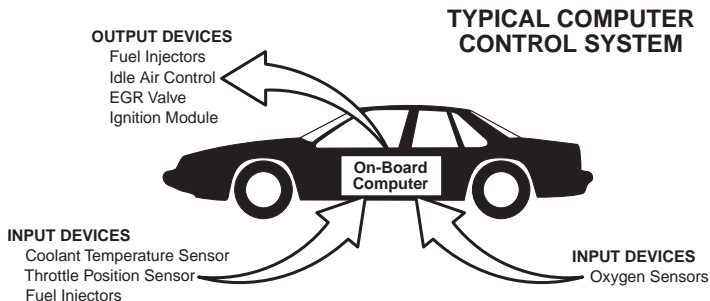 TYPICAL COMPUTER
CONTROL SYSTEM
OUTPUT DEVICES
Fuel Injectors
Idle Air Control
EGR Valve
Ignition Module
On-Board
Computer
INPUT DEVICES
Coolant Temperature Sensor
Throttle Position Sensor
Fuel Injectors
INPUT DEVICES
Oxygen Sensors